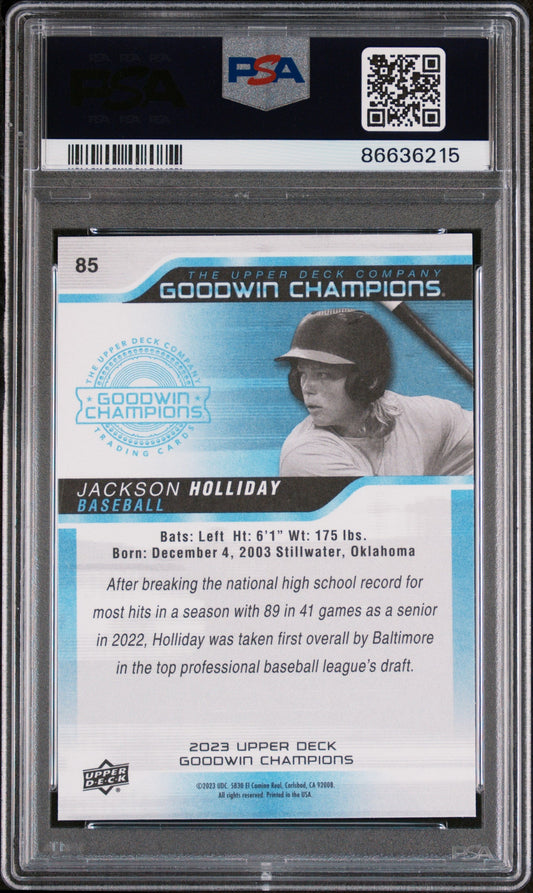 PSA
86636215
85
THE UPPER DECK COMPANY
GOODWIN CHAMPIONS®
THE UPPER DECK COMPANY
GOODWIN
CHAMPIONS
TRADING CARDS
JACKSON HOLLIDAY
BASEBALL
Bats: Left Ht: 6'1" Wt: 175 lbs.
Born: December 4, 2003 Stillwater, Oklahoma
After breaking the national high school record for
most hits in a season with 89 in 41 games as a senior
in 2022, Holliday was taken first overall by Baltimore
in the top professional baseball league's draft.
2023 UPPER DECK
GOODWIN CHAMPIONS
UPPER
D·E·C·K®
©2023 UDC. 5830 El Camino Real, Carlsbad, CA 92008.
All rights reserved. Printed in the USA.
PSA